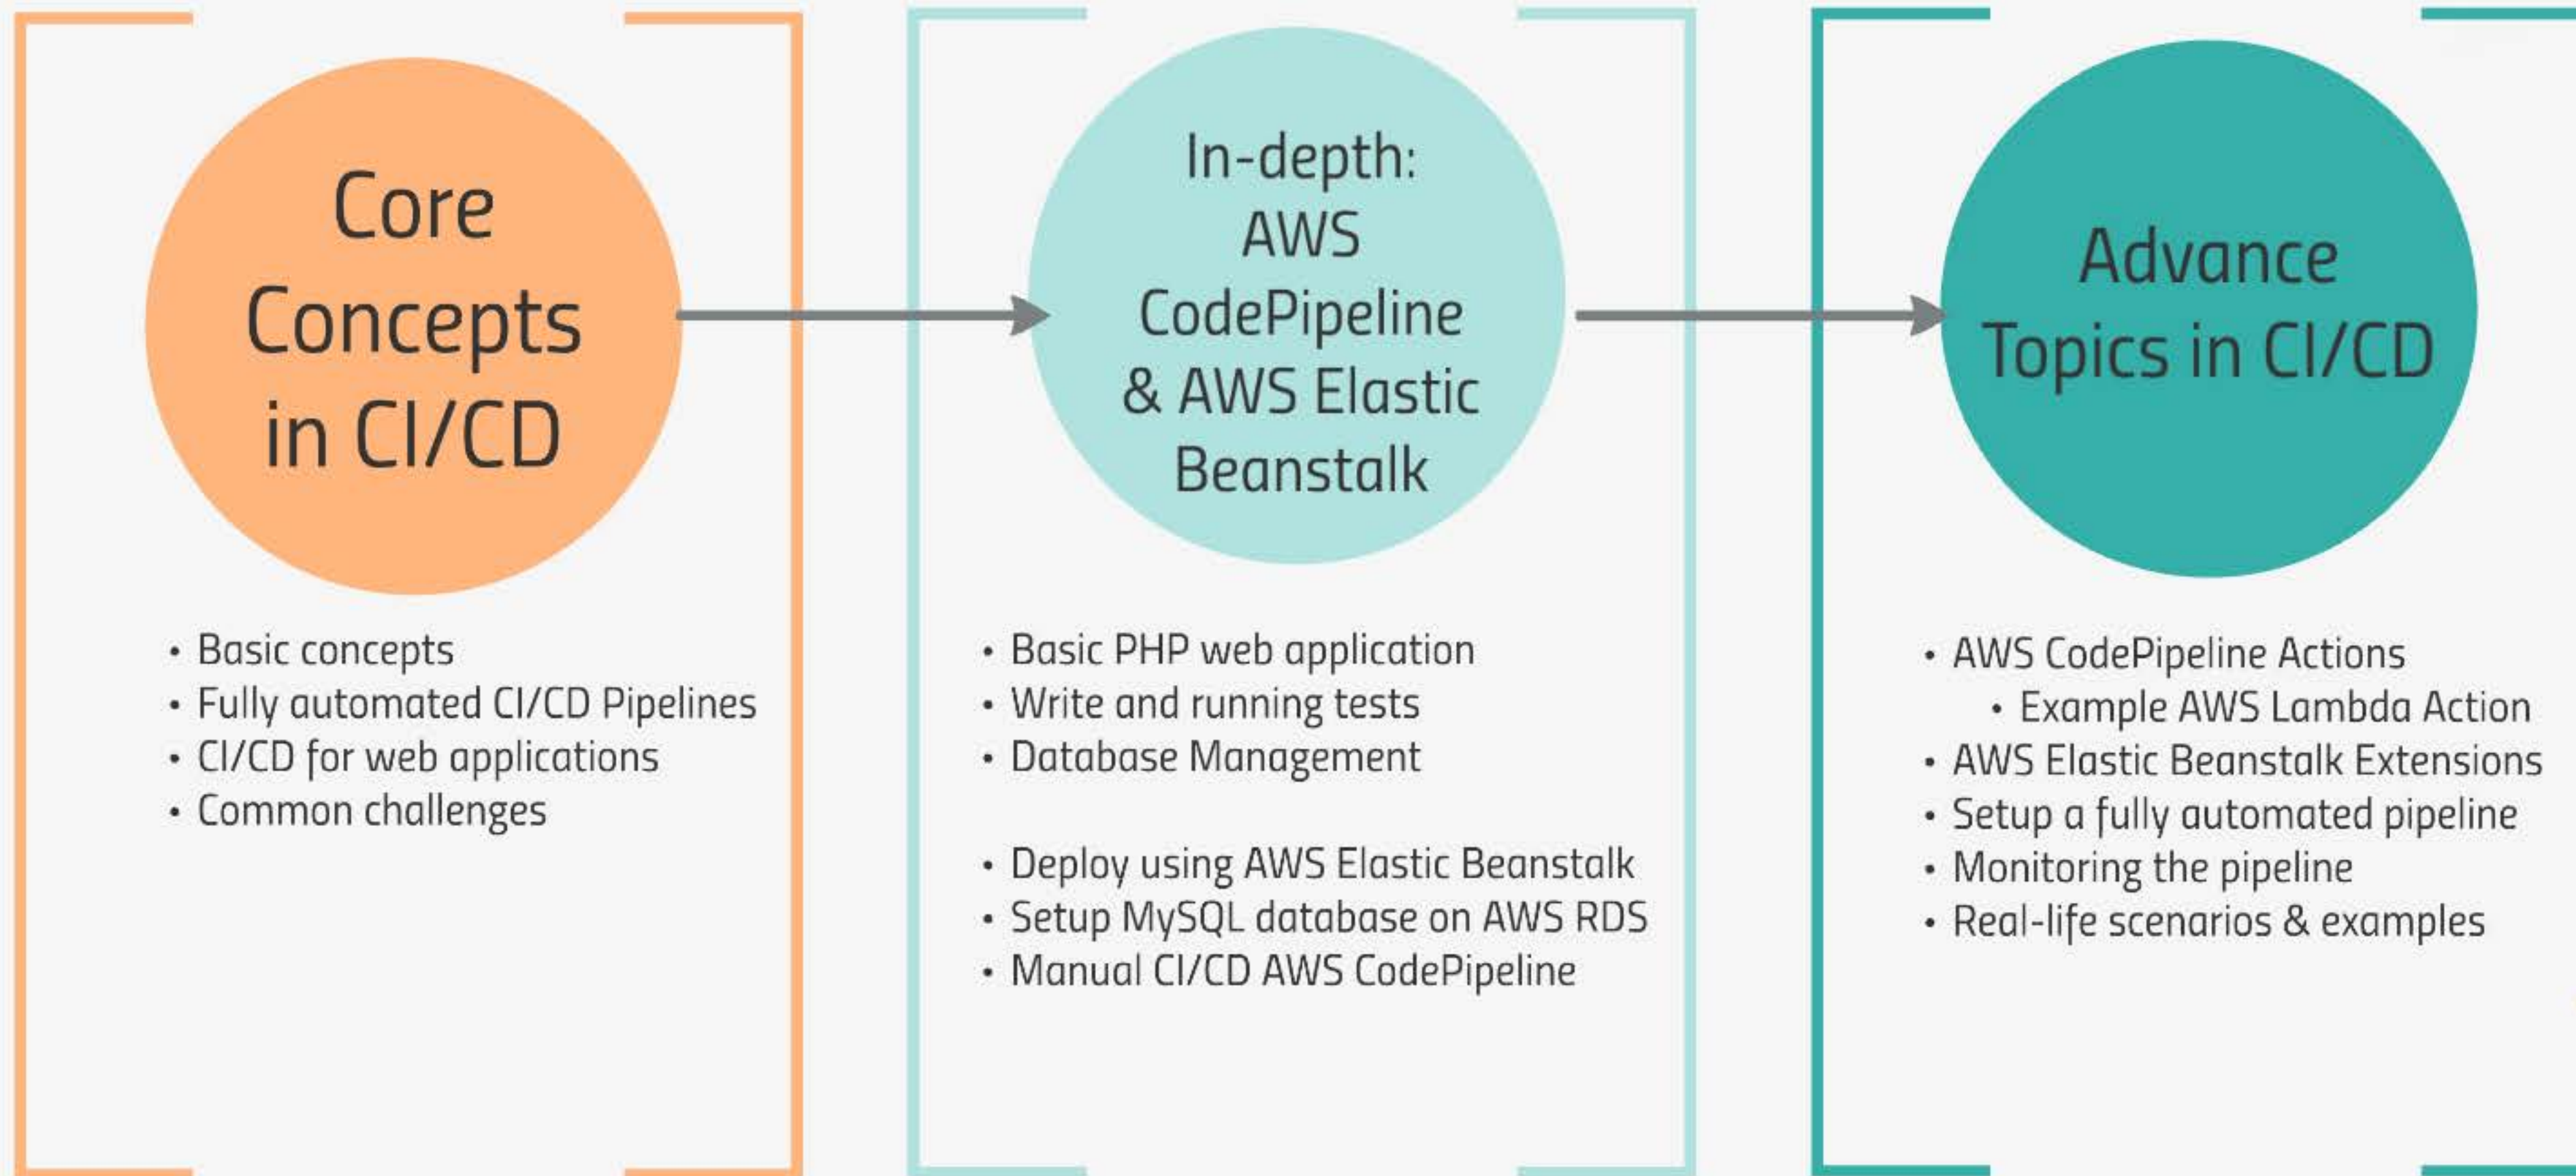 Core
Concepts
in CI/CD
• Basic concepts
• Fully automated CI/CD Pipelines
• CI/CD for web applications
• Common challenges
In-depth:
AWS
CodePipeline
& AWS Elastic
Beanstalk
• Basic PHP web application
• Write and running tests
• Database Management
• Deploy using AWS Elastic Beanstalk
• Setup MySQL database on AWS RDS
• Manual CI/CD AWS CodePipeline
Advance
Topics in CI/CD
• AWS CodePipeline Actions
• Example AWS Lambda Action
• AWS Elastic Beanstalk Extensions
• Setup a fully automated pipeline
• Monitoring the pipeline
• Real-life scenarios & examples